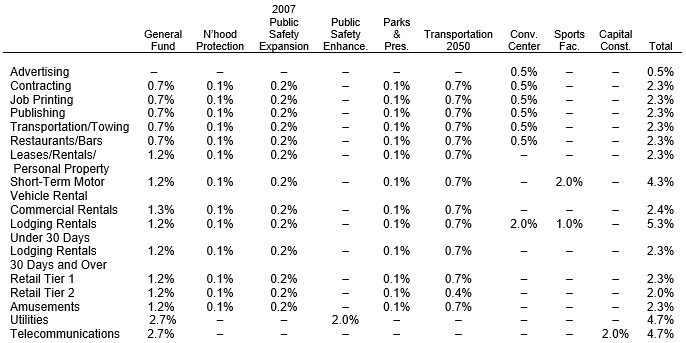 2007
Public Public Parks
General N'hood Safety Safety & Transportation Conv. Sports Capital
Fund Protection Expansion Enhance. Pres. 2050 Center Fac. Const. Total
Advertising – – – – – – 0.5% – – 0.5%
Contracting 0.7% 0.1% 0.2% – 0.1% 0.7% 0.5% – – 2.3%
Job Printing 0.7% 0.1% 0.2% – 0.1% 0.7% 0.5% – – 2.3%
Publishing 0.7% 0.1% 0.2% – 0.1% 0.7% 0.5% – – 2.3%
Transportation/Towing 0.7% 0.1% 0.2% – 0.1% 0.7% 0.5% – – 2.3%
Restaurants/Bars 0.7% 0.1% 0.2% – 0.1% 0.7% 0.5% – – 2.3%
Leases/Rentals/ 1.2% 0.1% 0.2% – 0.1% 0.7% – – – 2.3%
Personal Property
Short-Term Motor 1.2% 0.1% 0.2% – 0.1% 0.7% – 2.0% – 4.3%
Vehicle Rental
Commercial Rentals 1.3% 0.1% 0.2% – 0.1% 0.7% – – – 2.4%
Lodging Rentals 1.2% 0.1% 0.2% – 0.1% 0.7% 2.0% 1.0% – 5.3%
Under 30 Days
Lodging Rentals 1.2% 0.1% 0.2% – 0.1% 0.7% – – – 2.3%
30 Days and Over
Retail Tier 1 1.2% 0.1% 0.2% – 0.1% 0.7% – – – 2.3%
Retail Tier 2 1.2% 0.1% 0.2% – 0.1% 0.4% – – – 2.0%
Amusements 1.2% 0.1% 0.2% – 0.1% 0.7% – – – 2.3%
Utilities 2.7% – – 2.0% – – – – – 4.7%
Telecommunications 2.7% – – – – – – – 2.0% 4.7%